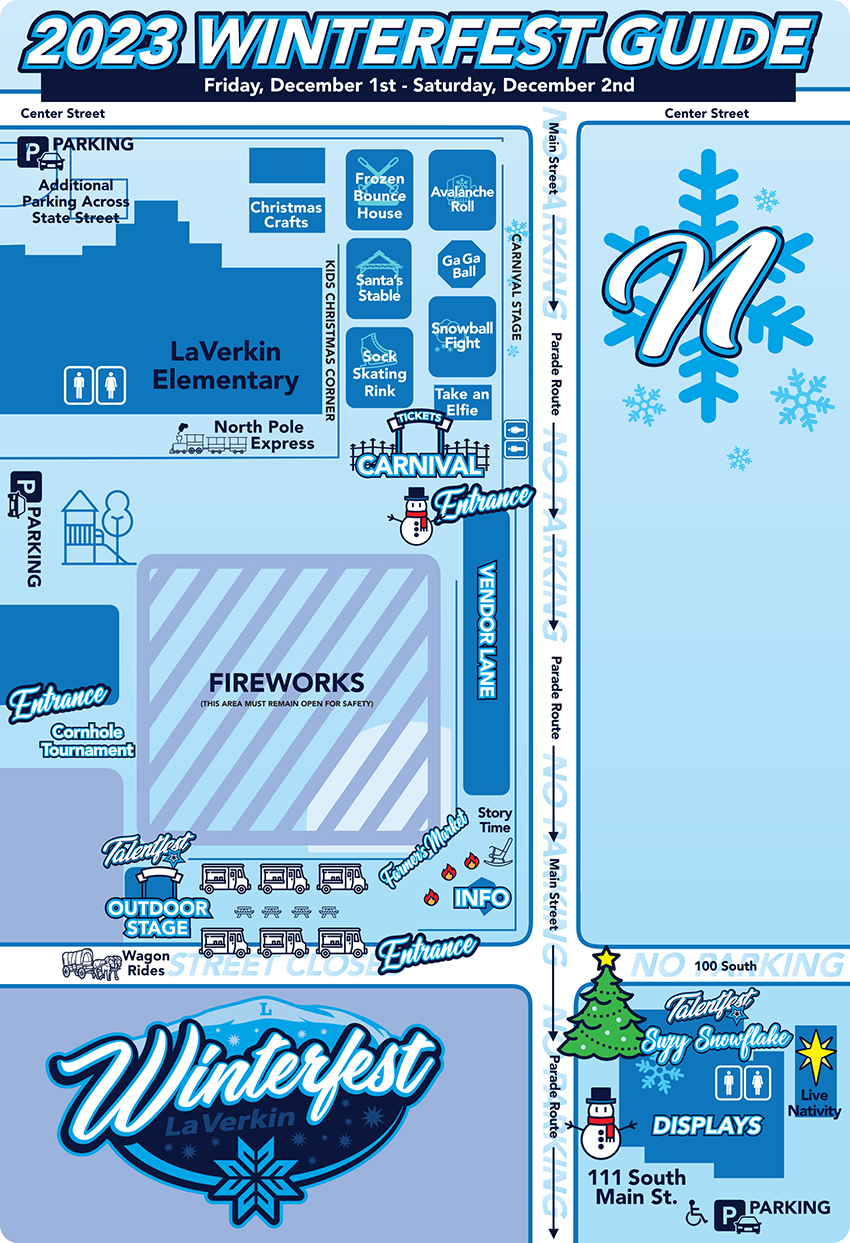 2023 WINTERFEST GUIDE
Friday, December 1st - Saturday, December 2nd
Center Street
Center Street
P PARKING
Additional
Parking Across
State Street
Christmas
Crafts
Frozen
Bounce
House
Avalanche
Roll
Santa's
Stable
Ga Ga
Ball
Sock
Skating
Rink
Snowball
Fight
Take an
Elfie
KIDS CHRISTMAS CORNER
CARNIVAL STAGE
LaVerkin
Elementary
North Pole
Express
TICKETS
CARNIVAL
Entrance
Main Street
NO PARKING
Parade Route
NO PARKING
Parade Route
NO PARKING
Main Street
NO PARKING
Parade Route
N
P PARKING
VENDOR LANE
FIREWORKS
(THIS AREA MUST REMAIN OPEN FOR SAFETY)
Entrance
Cornhole
Tournament
Story
Time
Farmer's Market
INFO
Talentfest
OUTDOOR
STAGE
Entrance
Wagon
Rides
STREET CLOSE
NO PARKING
100 South
L
Winterfest
LaVerkin
Talentfest
Suzy Snowflake
Live
Nativity
DISPLAYS
111 South
Main St.
P PARKING